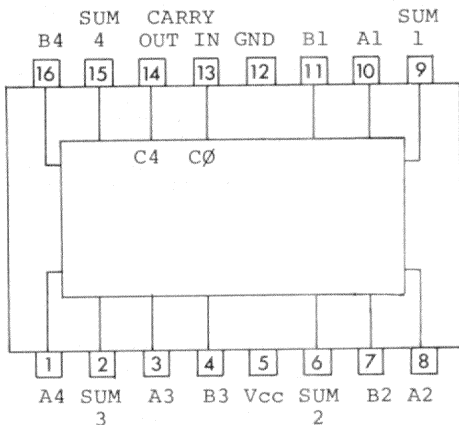 SUM CARRY SUM
B4 4 OUT IN GND B1 A1 1
16 15 14 13 12 11 10 9
C4 CØ
1 2 3 4 5 6 7 8
A4 SUM A3 B3 Vcc SUM B2 A2
3 2